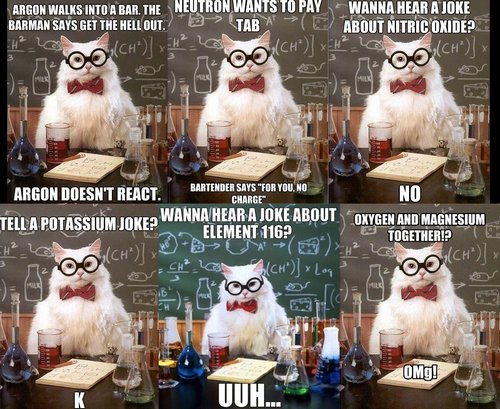 ARGON WALKS INTO A BAR. THE
BARMAN SAYS GET THE HELL OUT.
ARGON DOESN'T REACT.
NEUTRON WANTS TO PAY
TAB
BARTENDER SAYS "FOR YOU, NO
CHARGE"
WANNA HEAR A JOKE
ABOUT NITRIC OXIDE?
NO
TELL A POTASSIUM JOKE?
K
WANNA HEAR A JOKE ABOUT
ELEMENT 116?
UUH...
OXYGEN AND MAGNESIUM
TOGETHER!?
OMg!